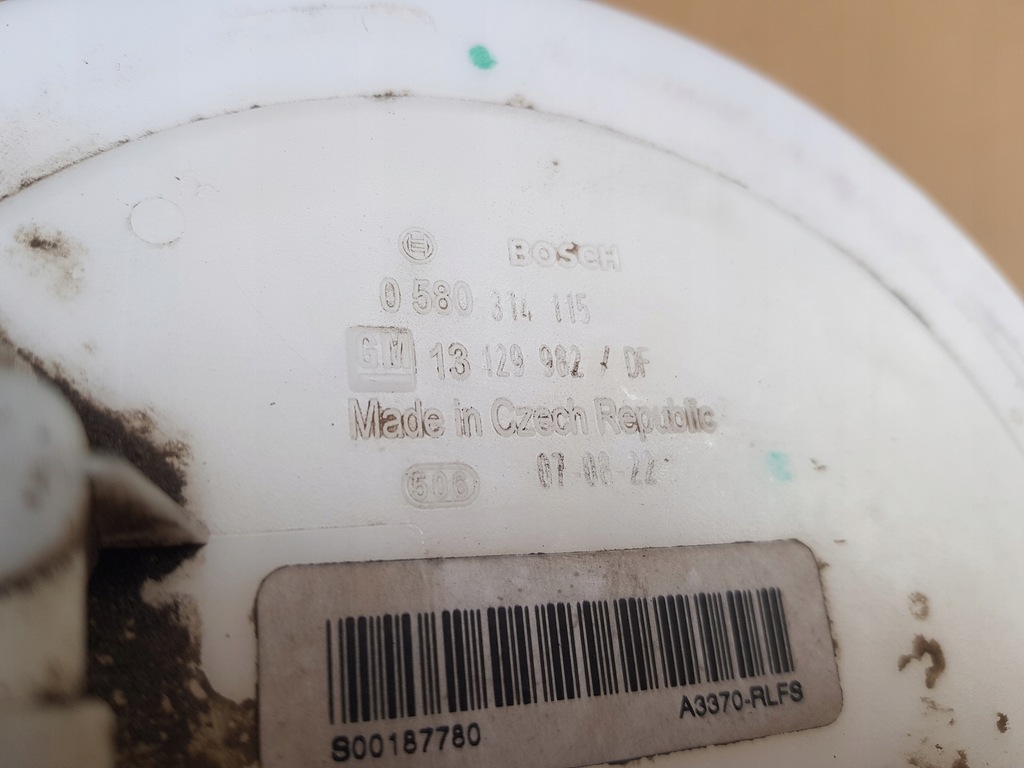 BOSCH
0 580 314 115
GM 13 129 982 / DF
Made in Czech Republic
506 07 08 22
S00187780 A3370-RLFS